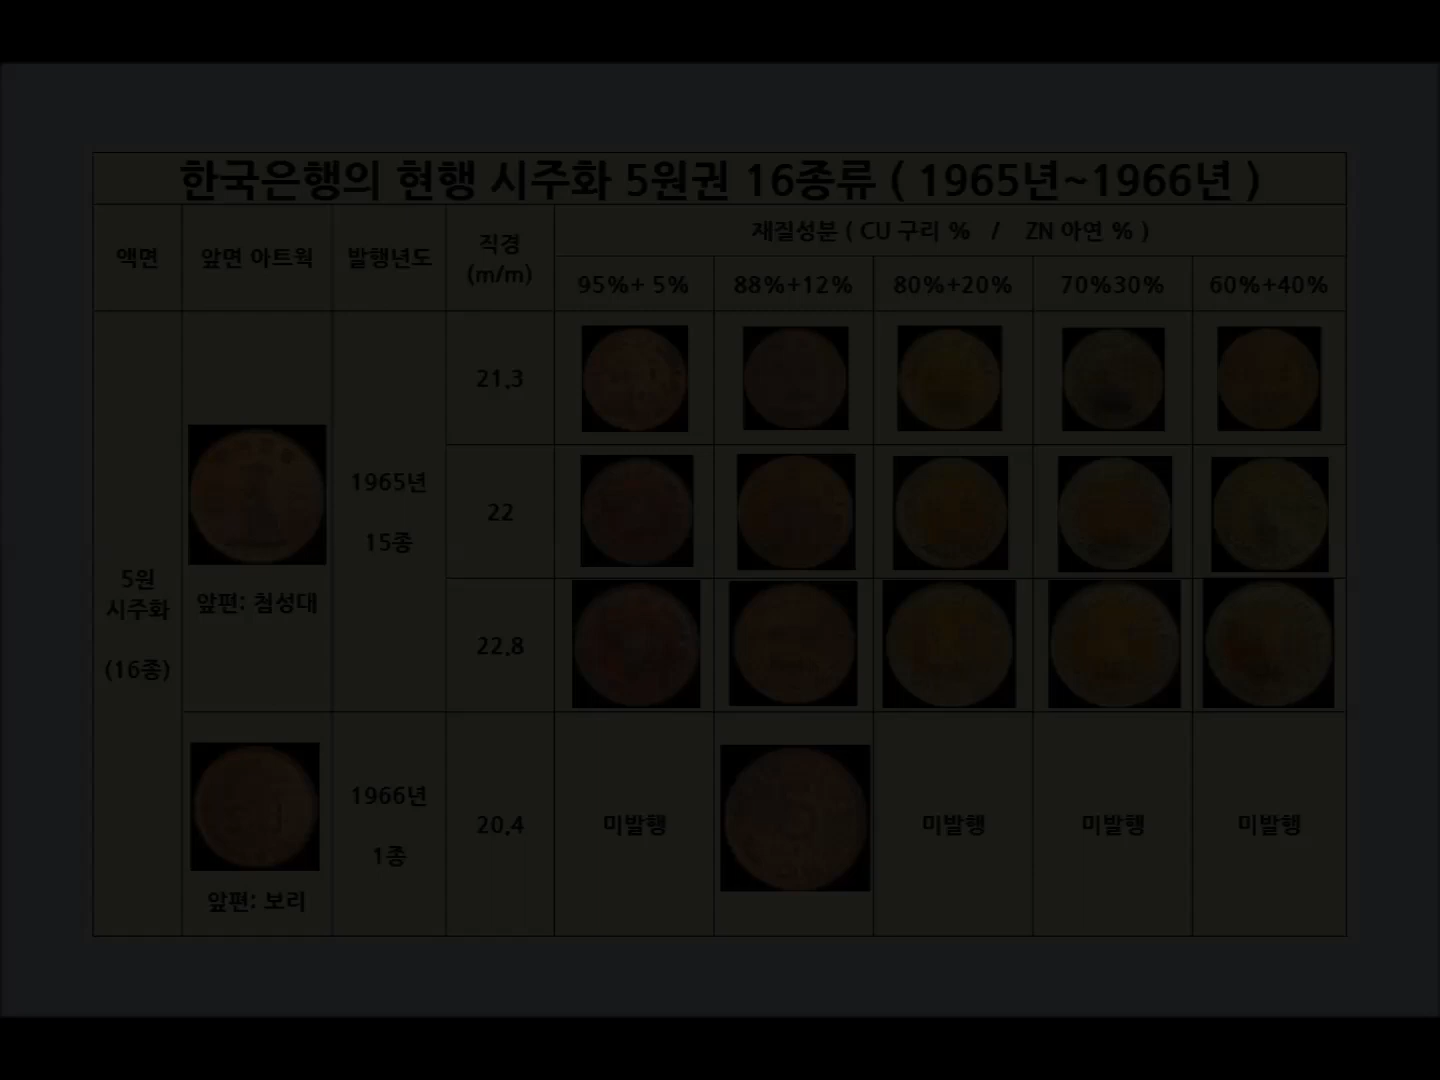 한국은행의 현행 시주화 5원권 16종류 ( 1965년~1966년 )
액면
앞면 아트웍
발행년도
직경
(m/m)
재질성분 ( CU 구리 % / ZN 아연 % )
95%+ 5%
88%+12%
80%+20%
70%30%
60%+40%
5원
시주화
(16종)
앞편: 첨성대
1965년
15종
21.3
22
22.8
앞편: 보리
1966년
1종
20.4
미발행
미발행
미발행
미발행